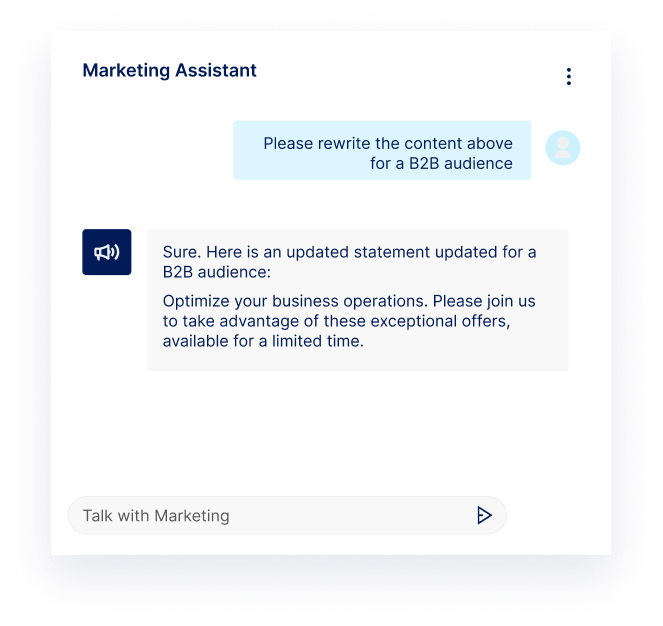 Marketing Assistant
Please rewrite the content above
for a B2B audience
Sure. Here is an updated statement updated for a
B2B audience:
Optimize your business operations. Please join us
to take advantage of these exceptional offers,
available for a limited time.
Talk with Marketing